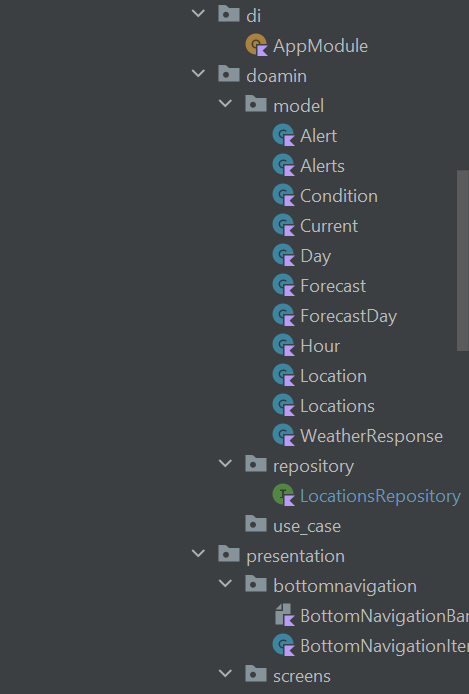 di
AppModule
doamin
model
Alert
Alerts
Condition
Current
Day
Forecast
ForecastDay
Hour
Location
Locations
WeatherResponse
repository
LocationsRepository
use_case
presentation
bottomnavigation
BottomNavigationBar
BottomNavigationIte
screens